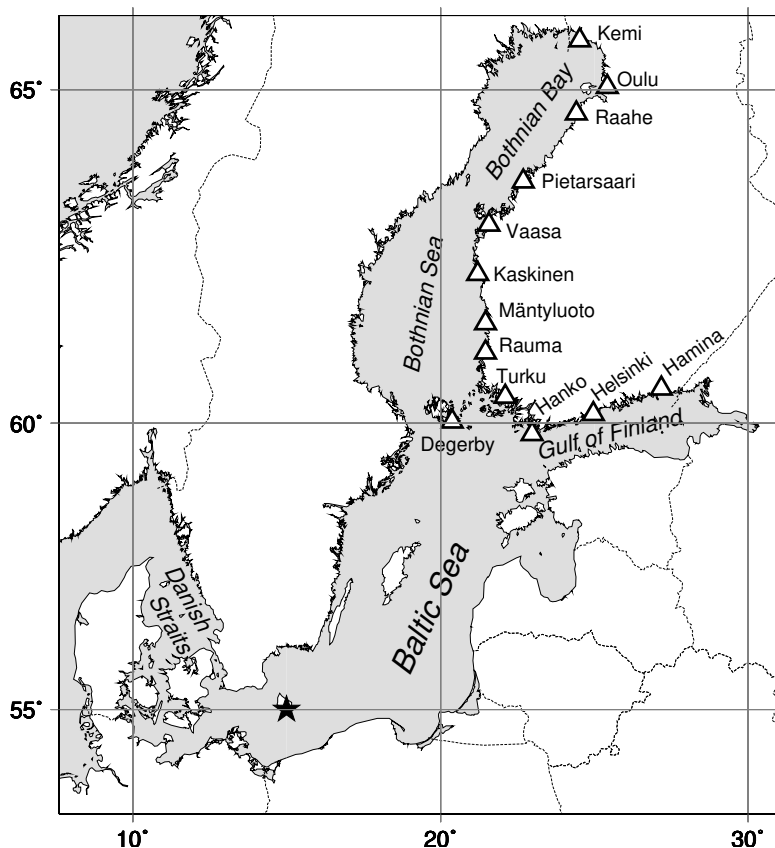 Kemi
65°
Oulu
Bothnian Bay
Raahe
Pietarsaari
Vaasa
Bothnian Sea
Kaskinen
Mäntyluoto
Rauma
Turku
Hanko
Helsinki
Hamina
60°
Degerby
Gulf of Finland
Danish
Straits
Baltic Sea
55°
10°
20°
30°